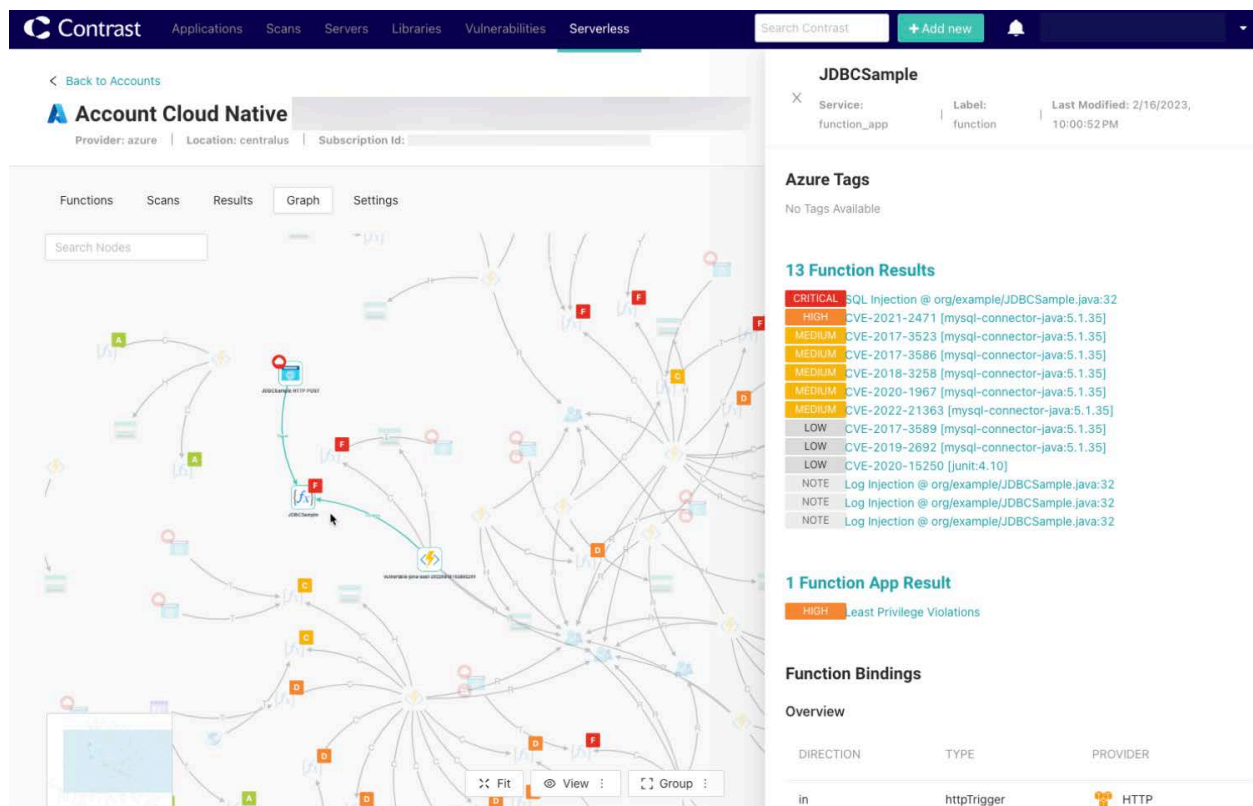 Contrast
Applications Scans Servers Libraries Vulnerabilities Serverless
Search Contrast
+ Add new
< Back to Accounts
Account Cloud Native
Provider: azure | Location: centralus | Subscription Id:
Functions Scans Results Graph Settings
Search Nodes
JDBCSample HTTP POST
JDBCSample
A
A
F
F
F
F
F
C
D
D
C
C
D
D
D
D
F
A
D
D
Fit
View
Group
X
JDBCSample
Service: function_app | Label: function | Last Modified: 2/16/2023, 10:00:52 PM
Azure Tags
No Tags Available
13 Function Results
CRITICAL SQL Injection @ org/example/JDBCSample.java:32
HIGH CVE-2021-2471 [mysql-connector-java:5.1.35]
MEDIUM CVE-2017-3523 [mysql-connector-java:5.1.35]
MEDIUM CVE-2017-3586 [mysql-connector-java:5.1.35]
MEDIUM CVE-2018-3258 [mysql-connector-java:5.1.35]
MEDIUM CVE-2020-1967 [mysql-connector-java:5.1.35]
MEDIUM CVE-2022-21363 [mysql-connector-java:5.1.35]
LOW CVE-2017-3589 [mysql-connector-java:5.1.35]
LOW CVE-2019-2692 [mysql-connector-java:5.1.35]
LOW CVE-2020-15250 [junit:4.10]
NOTE Log Injection @ org/example/JDBCSample.java:32
NOTE Log Injection @ org/example/JDBCSample.java:32
NOTE Log Injection @ org/example/JDBCSample.java:32
1 Function App Result
HIGH Least Privilege Violations
Function Bindings
Overview
DIRECTION TYPE PROVIDER
in httpTrigger HTTP